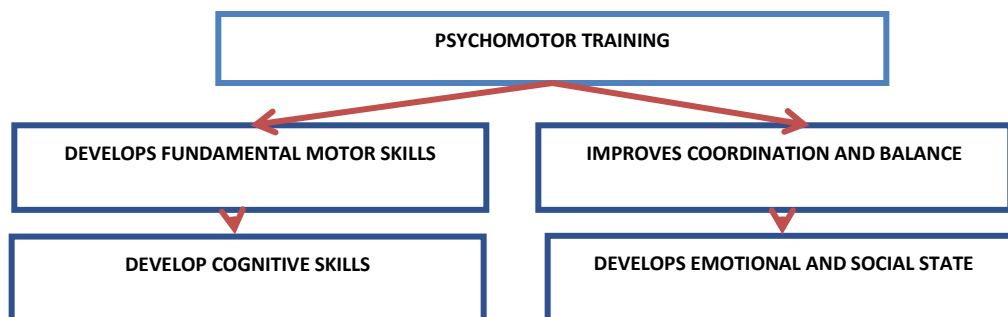 PSYCHOMOTOR TRAINING
DEVELOPS FUNDAMENTAL MOTOR SKILLS
IMPROVES COORDINATION AND BALANCE
DEVELOP COGNITIVE SKILLS
DEVELOPS EMOTIONAL AND SOCIAL STATE